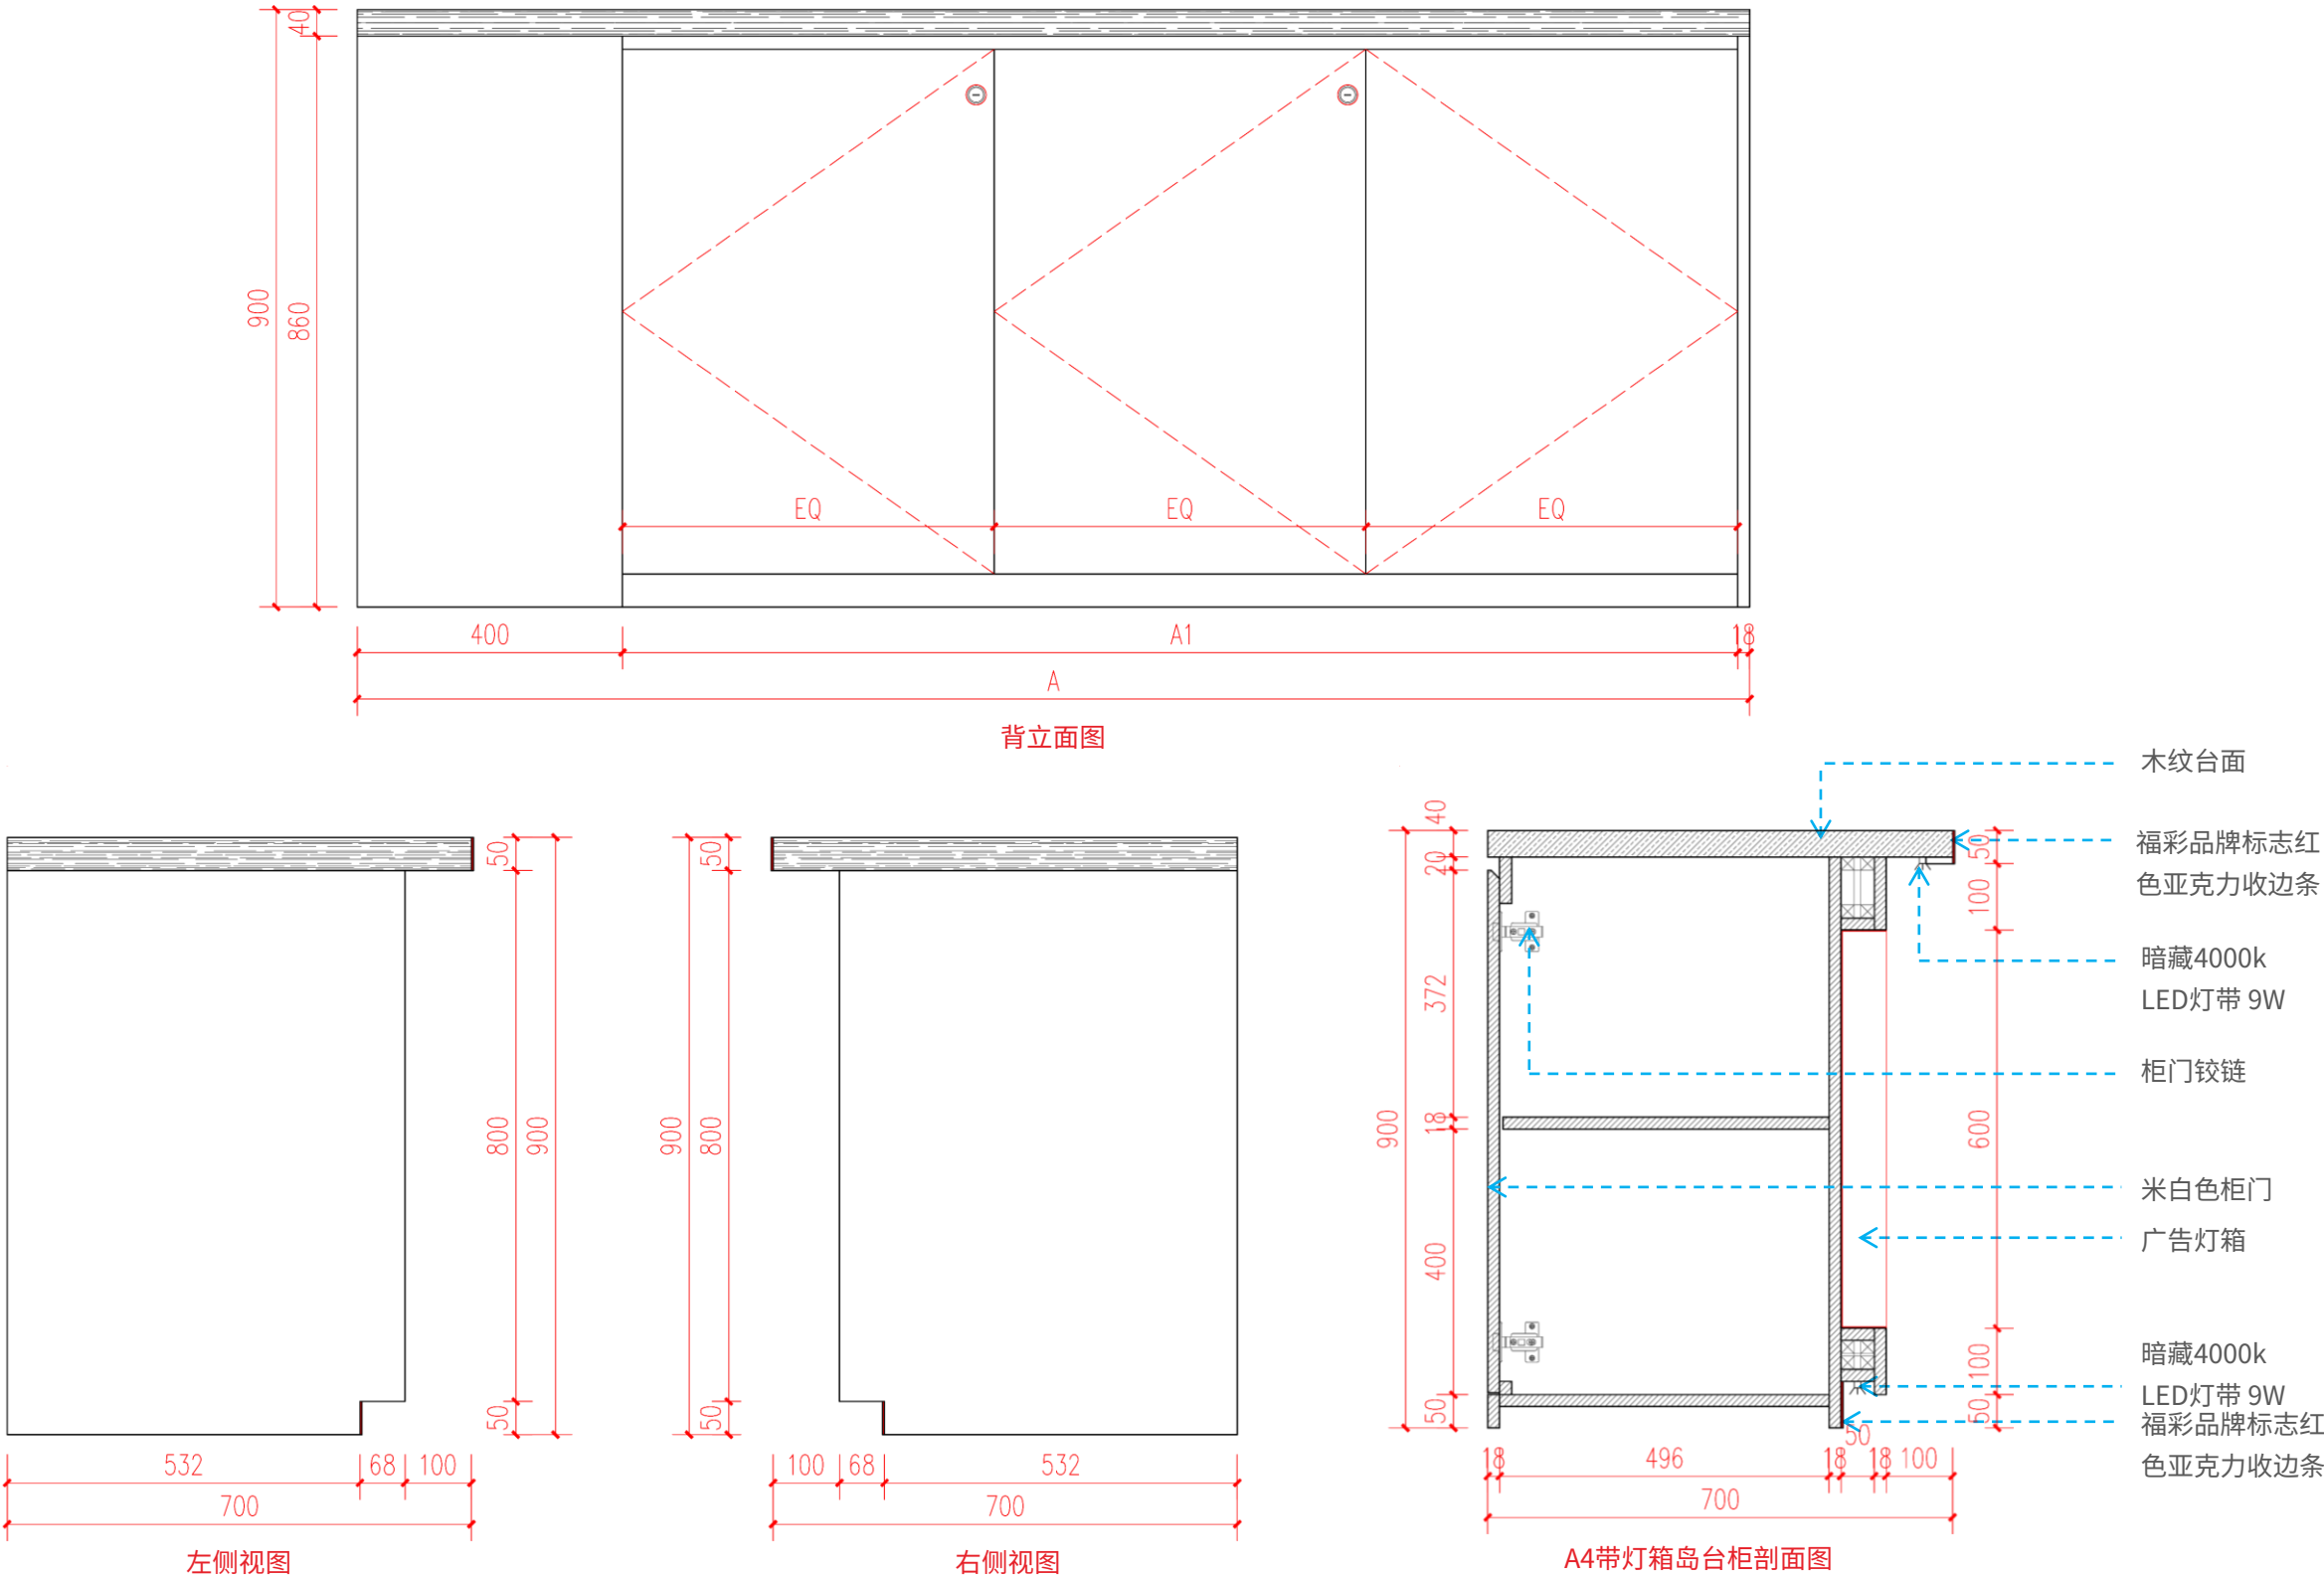 40
900
860
EQ EQ EQ
400 A1 18
A
背立面图
木纹台面
福彩品牌标志红
色亚克力收边条
暗藏4000k
LED灯带 9W
柜门铰链
米白色柜门
广告灯箱
暗藏4000k
LED灯带 9W
福彩品牌标志红
色亚克力收边条
50
800
900
50
532 68 100
700
左侧视图
50
900
800
50
100 68 532
700
右侧视图
40
20
372
18
900
400
50
50
100
600
100
50
50
18 496 18 18 100
700
A4带灯箱岛台柜剖面图